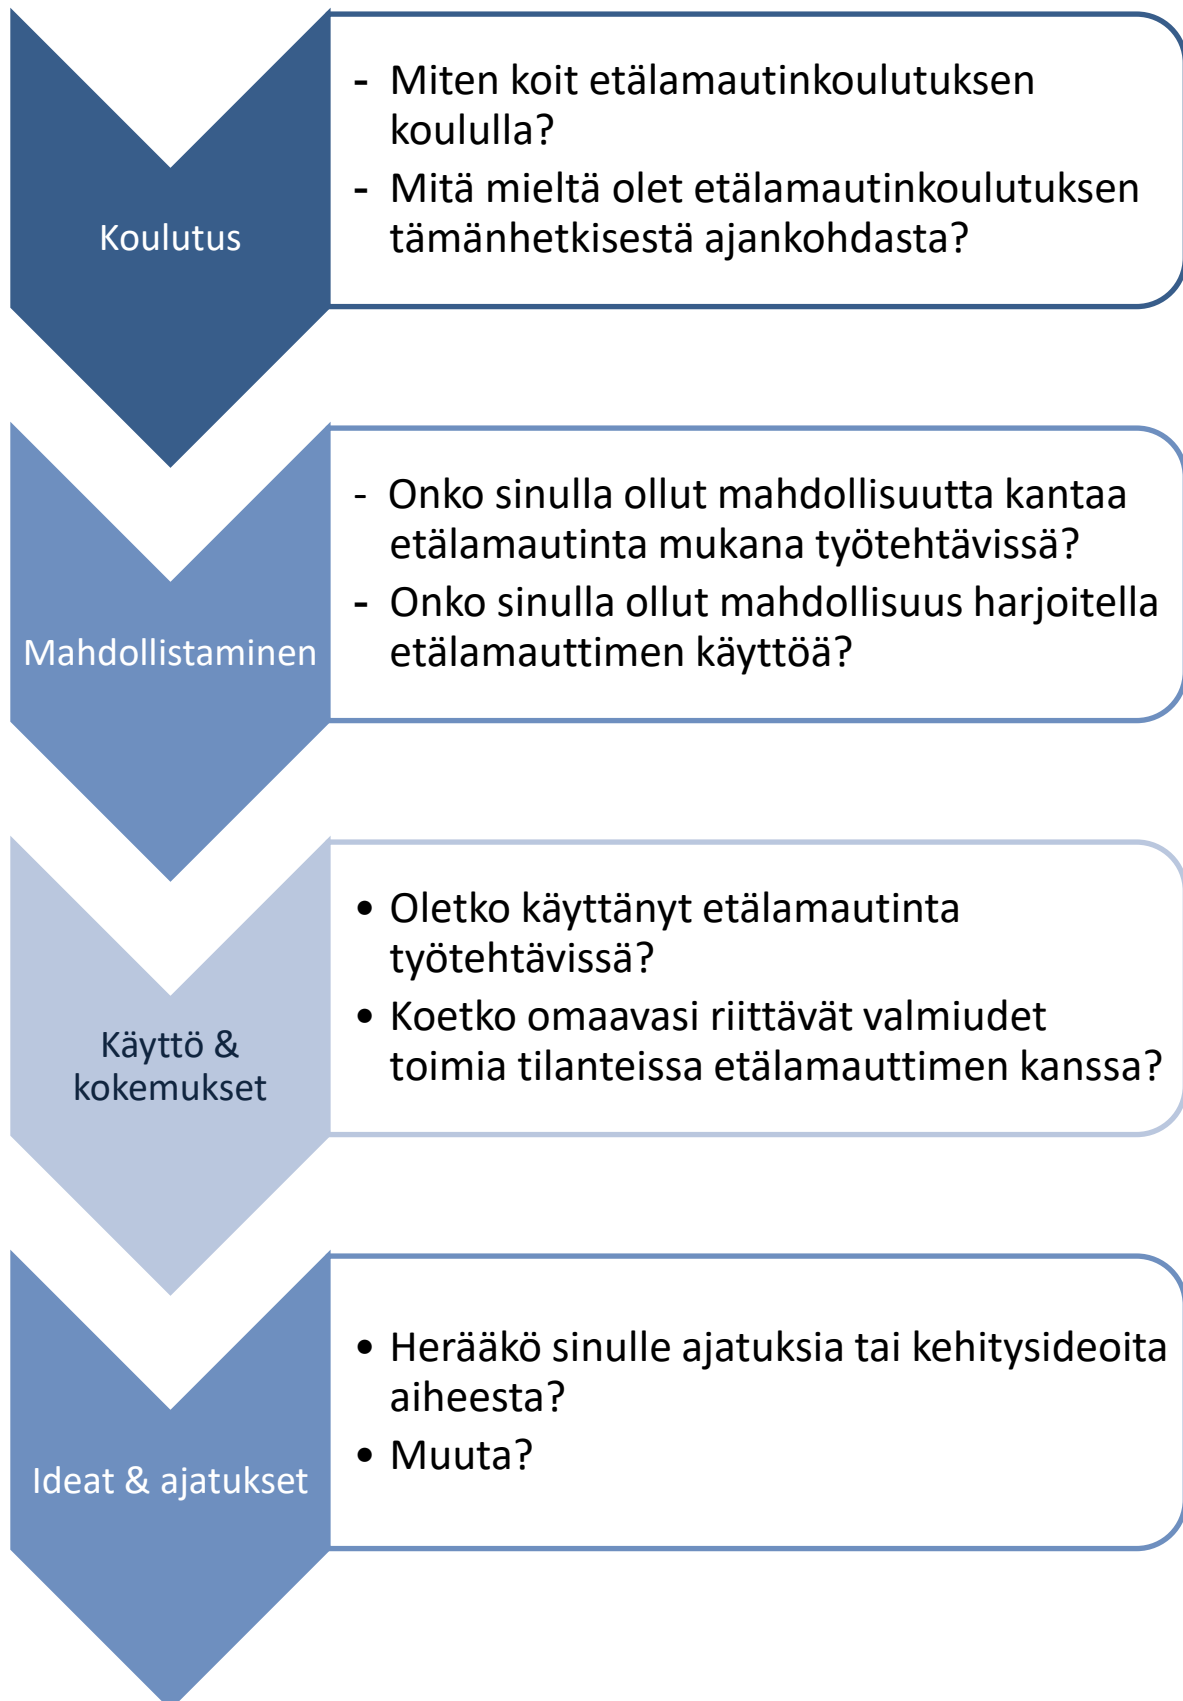 Koulutus
- Miten koit etälamautinkoulutuksen
koululla?
- Mitä mieltä olet etälamautinkoulutuksen
tämänhetkisestä ajankohdasta?
Mahdollistaminen
- Onko sinulla ollut mahdollisuutta kantaa
etälamautinta mukana työtehtävissä?
- Onko sinulla ollut mahdollisuus harjoitella
etälamauttimen käyttöä?
Käyttö &
kokemukset
• Oletko käyttänyt etälamautinta
työtehtävissä?
• Koetko omaavasi riittävät valmiudet
toimia tilanteissa etälamauttimen kanssa?
Ideat & ajatukset
• Herääkö sinulle ajatuksia tai kehitysideoita
aiheesta?
• Muuta?